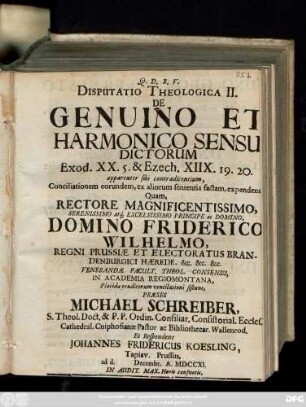 Q. D. B. V.
DISPUTATIO THEOLOGICA II.
DE
GENUINO ET
HARMONICO SENSU
DICTORUM
Exod. XX. 5. & Ezech. XIIX. 19. 20.
apparenter sibi contradicentium,
Conciliationem eorundem, ex aliorum sententia factam, expendens
Quam,
RECTORE MAGNIFICENTISSIMO,
SERENISSIMO atq; EXCELSISSIMO PRINCIPE ac DOMINO,
DOMINO FRIDERICO
WILHELMO,
REGNI PRUSSIÆ ET ELECTORATUS BRAN-
DENBURGICI HÆREDE. &c. &c. &c.
VENERANDÆ FACULT. THEOL. CONSENSU,
IN ACADEMIA REGIOMONTANA,
Placidæ eruditorum ventilationi sistunt,
PRÆSES
MICHAEL SCHREIBER,
S. Theol. Doct. & P. P. Ordin. Consiliar. Consistorial. Eccles.
Cathedral. Cniphofianæ Pastor ac Bibliothecar. Wallenrod.
Et Respondens
JOHANNES FRIDERICUS ROESLING,
Tapiav. Pruss.
ad d. Decembr. A. MDCCXI.
IN AUDIT. MAX. Horis consuetis.